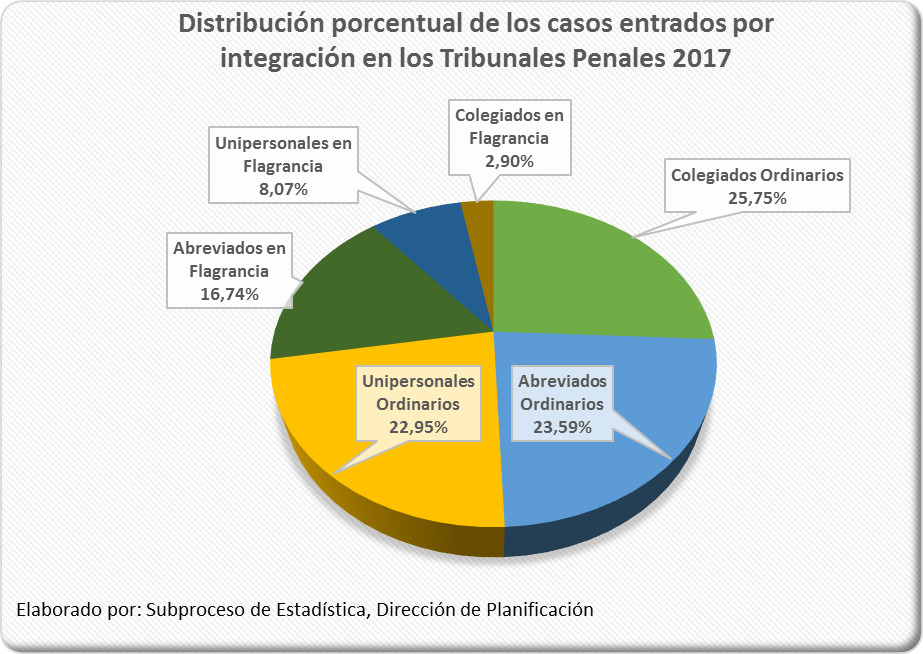 Distribución porcentual de los casos entrados por
integración en los Tribunales Penales 2017
Colegiados en
Flagrancia
2,90%
Unipersonales en
Flagrancia
8,07%
Colegiados Ordinarios
25,75%
Abreviados en
Flagrancia
16,74%
Unipersonales
Ordinarios
22,95%
Abreviados
Ordinarios
23,59%
Elaborado por: Subproceso de Estadística, Dirección de Planificación